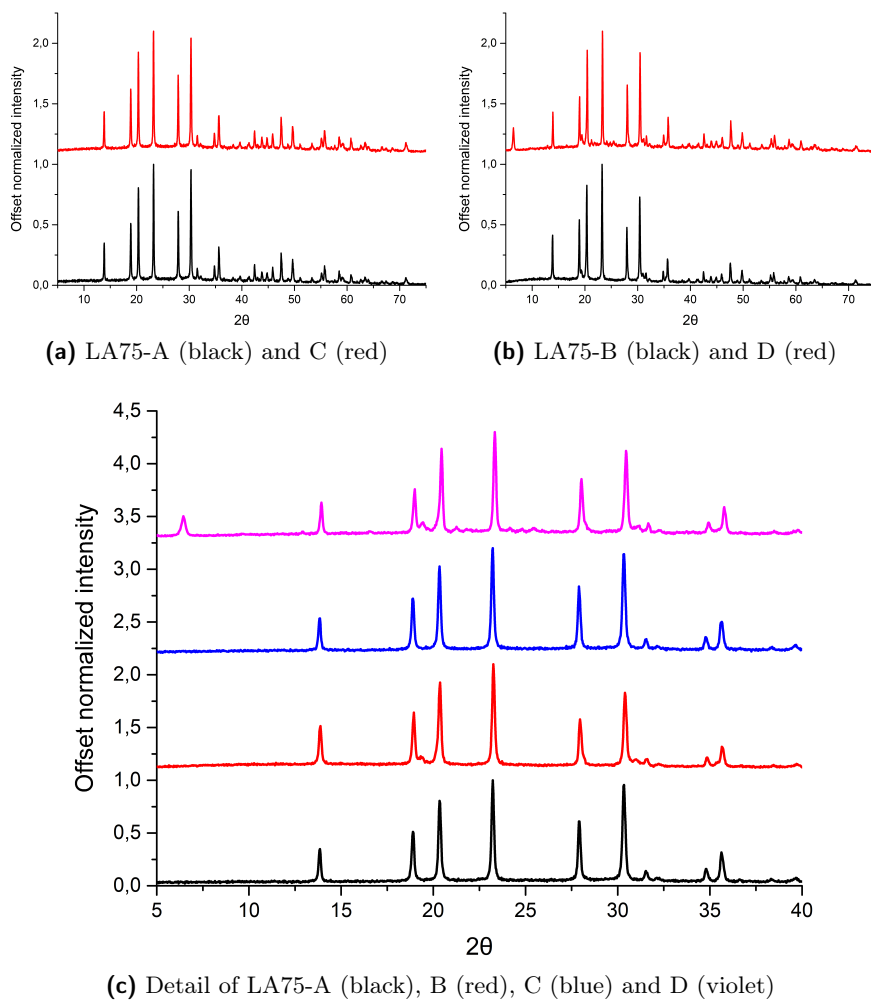 Offset normalized intensity
2,0
1,5
1,0
0,5
0,0
10 20 30 40 50 60 70
2θ
(a) LA75-A (black) and C (red)
Offset normalized intensity
2,0
1,5
1,0
0,5
0,0
10 20 30 40 50 60 70
2θ
(b) LA75-B (black) and D (red)
Offset normalized intensity
4,5
4,0
3,5
3,0
2,5
2,0
1,5
1,0
0,5
0,0
5 10 15 20 25 30 35 40
2θ
(c) Detail of LA75-A (black), B (red), C (blue) and D (violet)